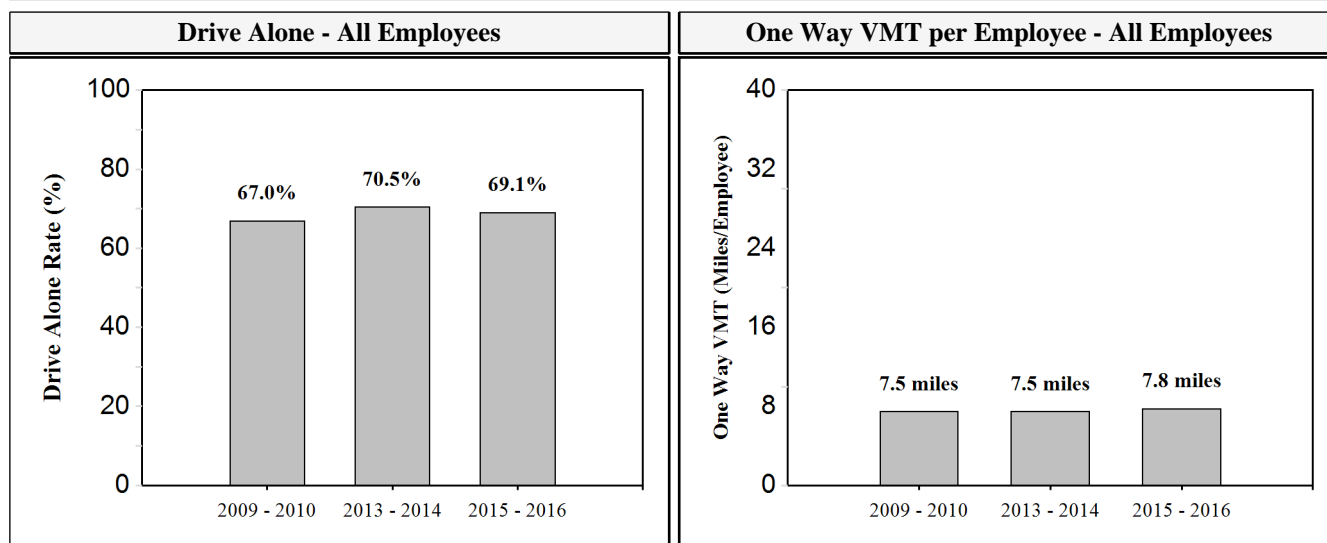 Drive Alone - All Employees
One Way VMT per Employee - All Employees
Drive Alone Rate (%)
100
80
60
40
20
0
67.0%
70.5%
69.1%
2009 - 2010
2013 - 2014
2015 - 2016
One Way VMT (Miles/Employee)
40
32
24
16
8
0
7.5 miles
7.5 miles
7.8 miles
2009 - 2010
2013 - 2014
2015 - 2016